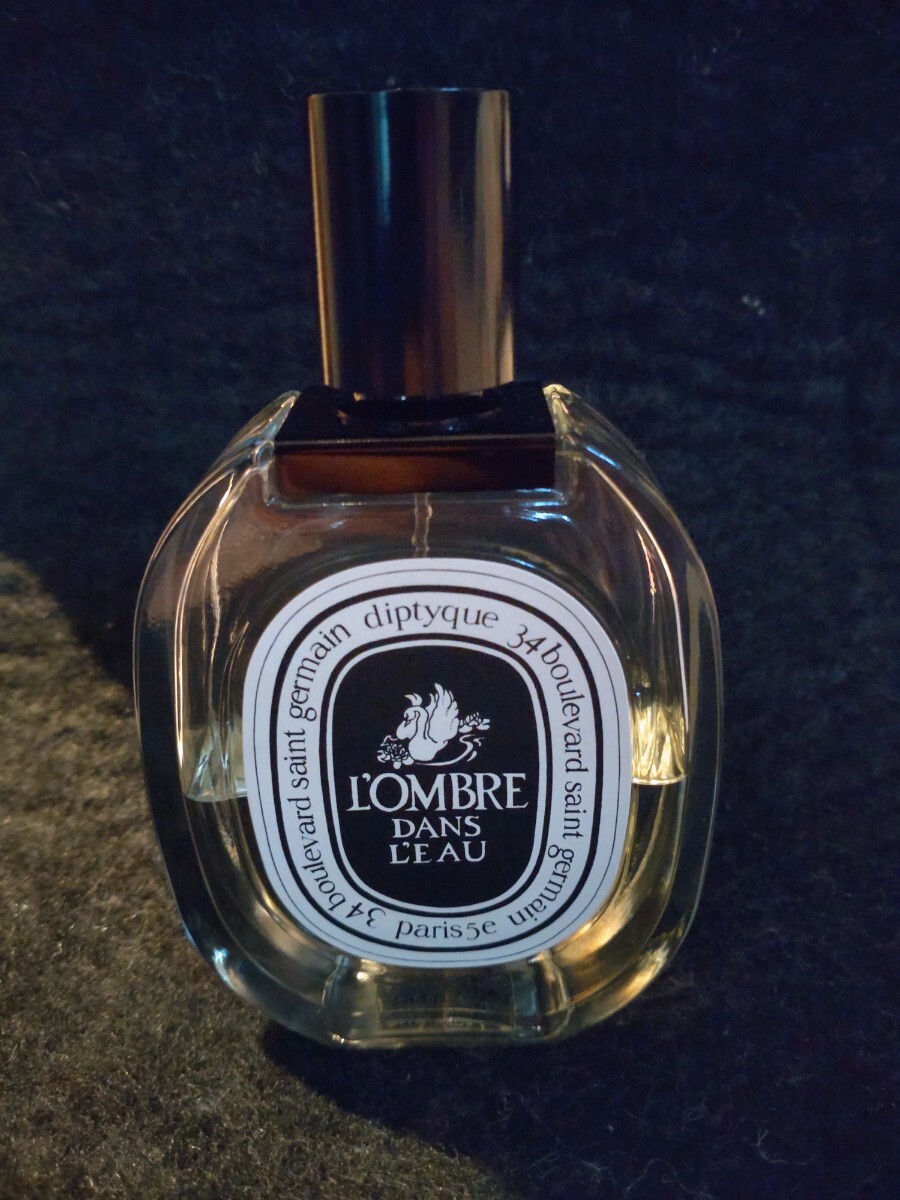 diptyque 34 boulevard saint germain
paris 5e
34 boulevard saint germain
L'OMBRE
DANS
L'EAU